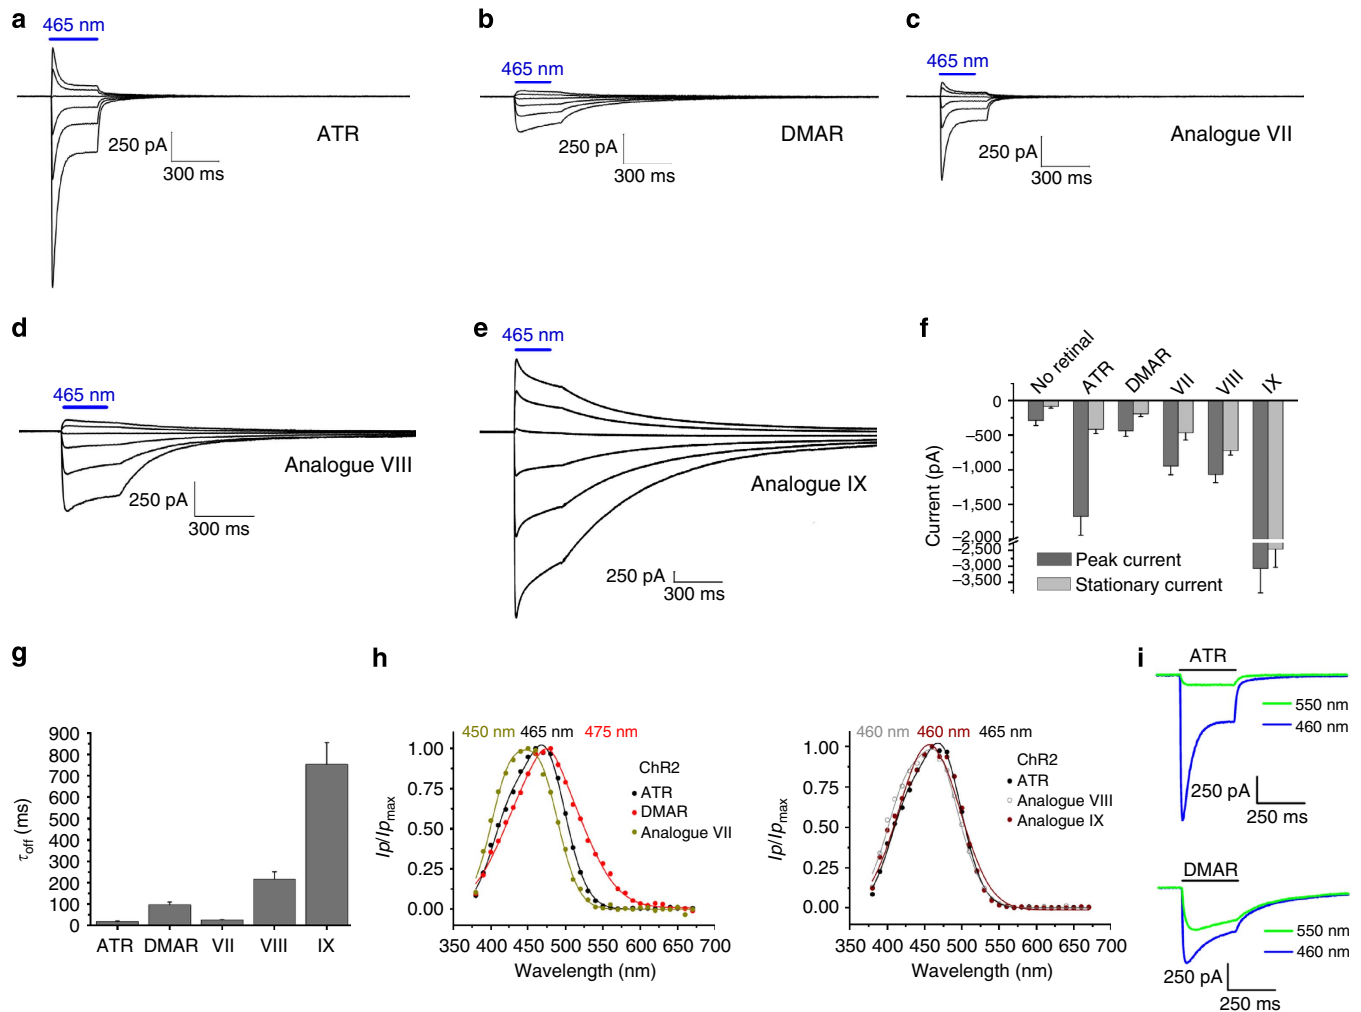 a
465 nm
250 pA
300 ms
ATR
b
465 nm
250 pA
300 ms
DMAR
c
465 nm
250 pA
300 ms
Analogue VII
d
465 nm
Analogue VIII
250 pA
300 ms
e
465 nm
Analogue IX
250 pA
300 ms
f
No retinal
ATR
DMAR
VII
VIII
IX
0
–500
–1,000
–1,500
–2,000
–2,500
–3,000
–3,500
Current (pA)
Peak current
Stationary current
g
900
800
700
600
500
400
300
200
100
0
τoff (ms)
ATR DMAR VII VIII IX
h
450 nm 465 nm 475 nm
1.00
0.75
0.50
0.25
0.00
Ip/Ipmax
ChR2
ATR
DMAR
Analogue VII
350 400 450 500 550 600 650 700
Wavelength (nm)
460 nm 460 nm 465 nm
1.00
0.75
0.50
0.25
0.00
Ip/Ipmax
ChR2
ATR
Analogue VIII
Analogue IX
350 400 450 500 550 600 650 700
Wavelength (nm)
i
ATR
550 nm
460 nm
250 pA
250 ms
DMAR
550 nm
460 nm
250 pA
250 ms